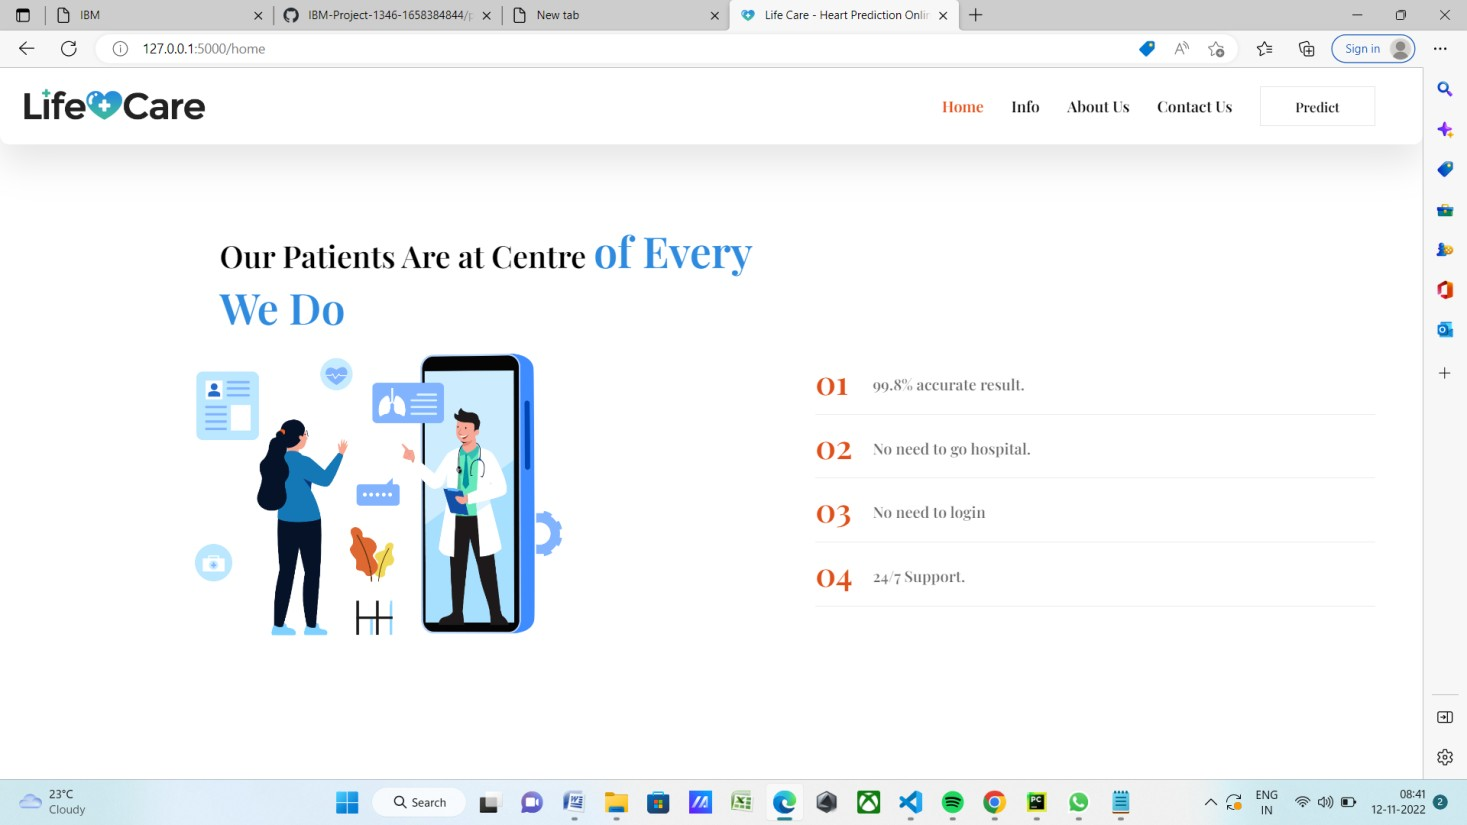 IBM
IBM-Project-1346-1658384844/p
New tab
Life Care - Heart Prediction Onlin
127.0.0.1:5000/home
Sign in
Life Care
Home
Info
About Us
Contact Us
Predict
Our Patients Are at Centre of Every
We Do
01 99.8% accurate result.
02 No need to go hospital.
03 No need to login
04 24/7 Support.
23°C
Cloudy
Search
ENG
IN
08:41
12-11-2022
2